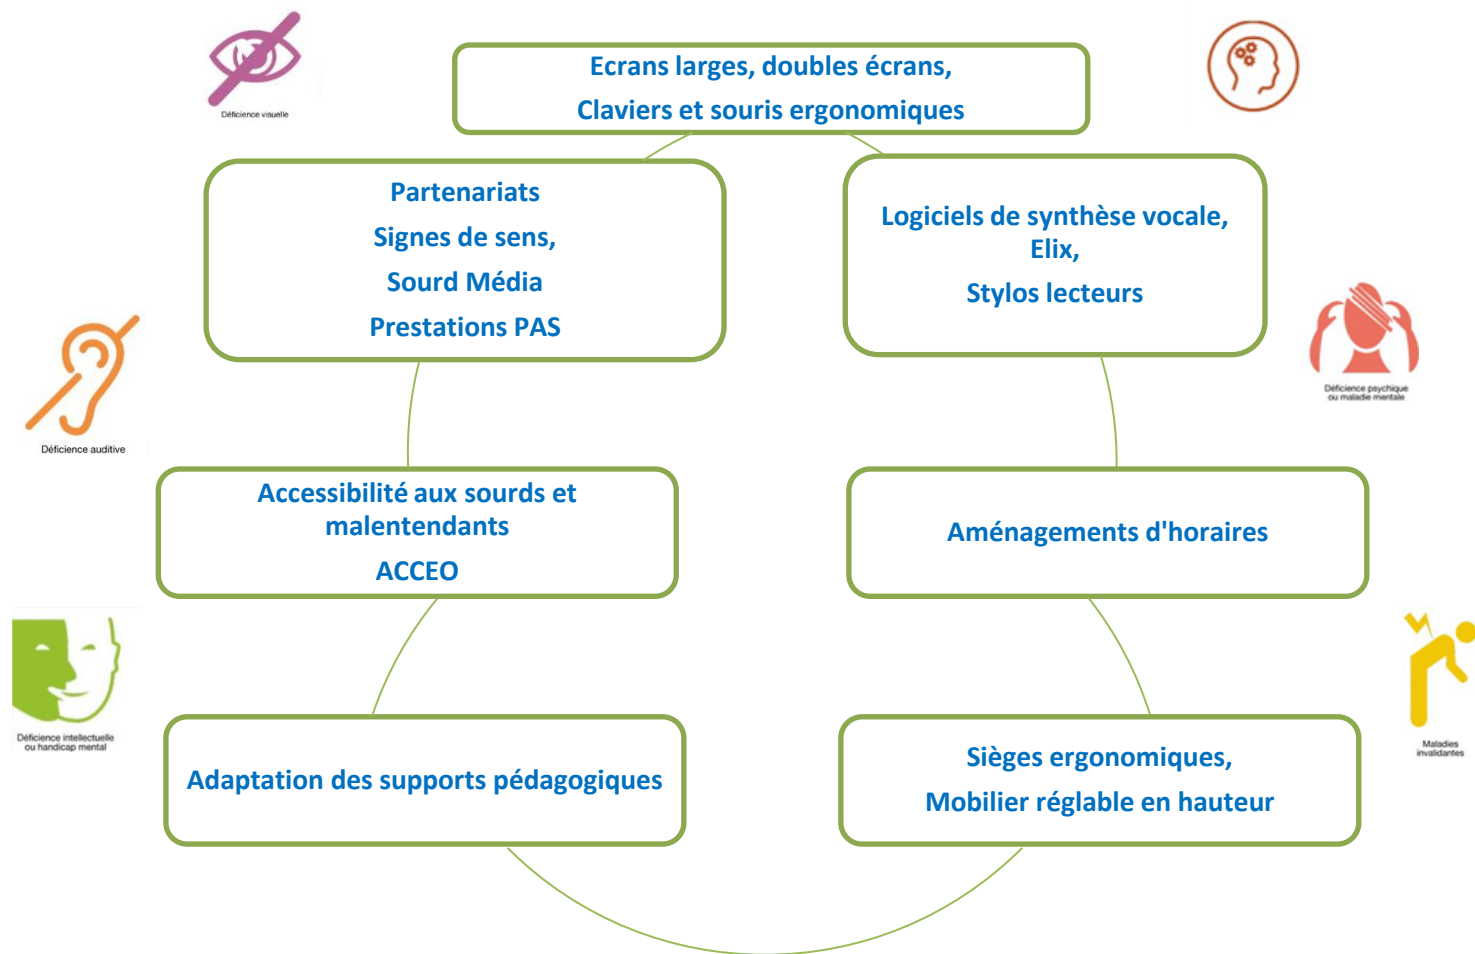 Déficience visuelle
Ecrans larges, doubles écrans,
Claviers et souris ergonomiques
Partenariats
Signes de sens,
Sourd Média
Prestations PAS
Logiciels de synthèse vocale,
Elix,
Stylos lecteurs
Déficience auditive
Déficience psychique
ou maladie mentale
Accessibilité aux sourds et
malentendants
ACCEO
Aménagements d'horaires
Déficience intellectuelle
ou handicap mental
Maladies
invalidantes
Adaptation des supports pédagogiques
Sièges ergonomiques,
Mobilier réglable en hauteur